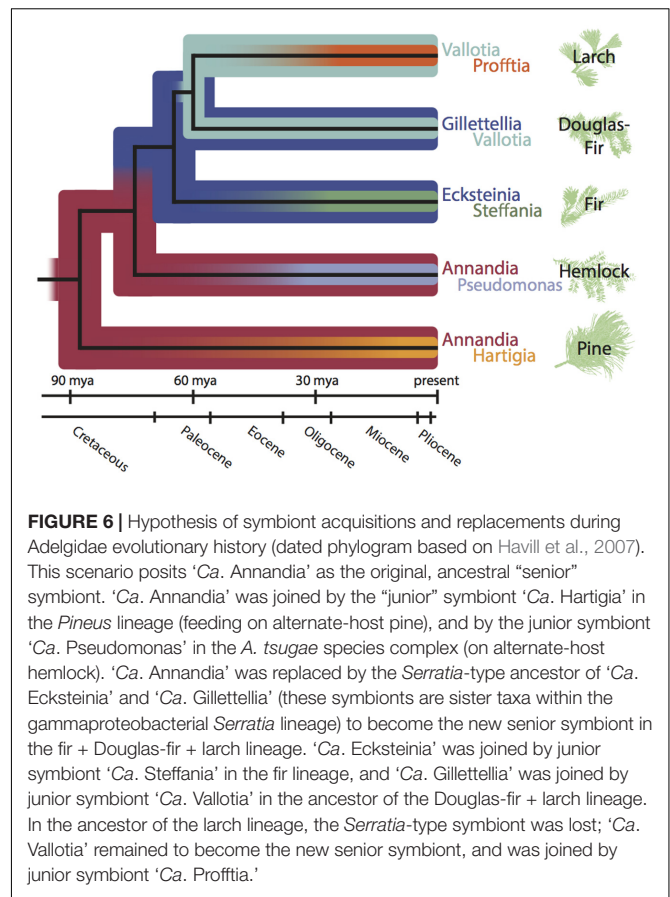 Vallotia
Profftia
Larch
Gillettellia
Vallotia
Douglas-
Fir
Ecksteinia
Steffania
Fir
Annandia
Pseudomonas
Hemlock
Annandia
Hartigia
Pine
90 mya 60 mya 30 mya present
Cretaceous Paleocene Eocene Oligocene Miocene Pliocene
FIGURE 6 | Hypothesis of symbiont acquisitions and replacements during
Adelgidae evolutionary history (dated phylogram based on Havill et al., 2007).
This scenario posits ‘Ca. Annandia’ as the original, ancestral “senior”
symbiont. ‘Ca. Annandia’ was joined by the “junior” symbiont ‘Ca. Hartigia’ in
the Pineus lineage (feeding on alternate-host pine), and by the junior symbiont
‘Ca. Pseudomonas’ in the A. tsugae species complex (on alternate-host
hemlock). ‘Ca. Annandia’ was replaced by the Serratia-type ancestor of ‘Ca.
Ecksteinia’ and ‘Ca. Gillettellia’ (these symbionts are sister taxa within the
gammaproteobacterial Serratia lineage) to become the new senior symbiont in
the fir + Douglas-fir + larch lineage. ‘Ca. Ecksteinia’ was joined by junior
symbiont ‘Ca. Steffania’ in the fir lineage, and ‘Ca. Gillettellia’ was joined by
junior symbiont ‘Ca. Vallotia’ in the ancestor of the Douglas-fir + larch lineage.
In the ancestor of the larch lineage, the Serratia-type symbiont was lost; ‘Ca.
Vallotia’ remained to become the new senior symbiont, and was joined by
junior symbiont ‘Ca. Profftia.’